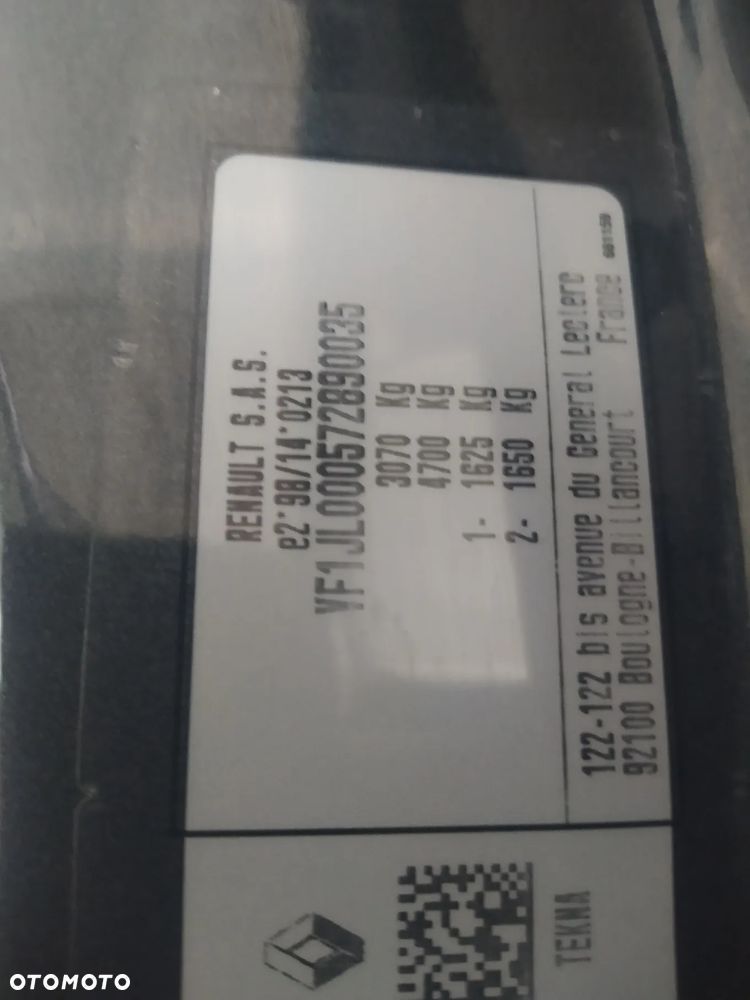 RENAULT S.A.S.
e2*98/14*0213
VF1JL000572890035
3070 Kg
4700 Kg
1- 1625 Kg
2- 1650 Kg
122-122 bis avenue du General Leclerc
92100 Boulogne-Billancourt France
TEKNA
OTOMOTO